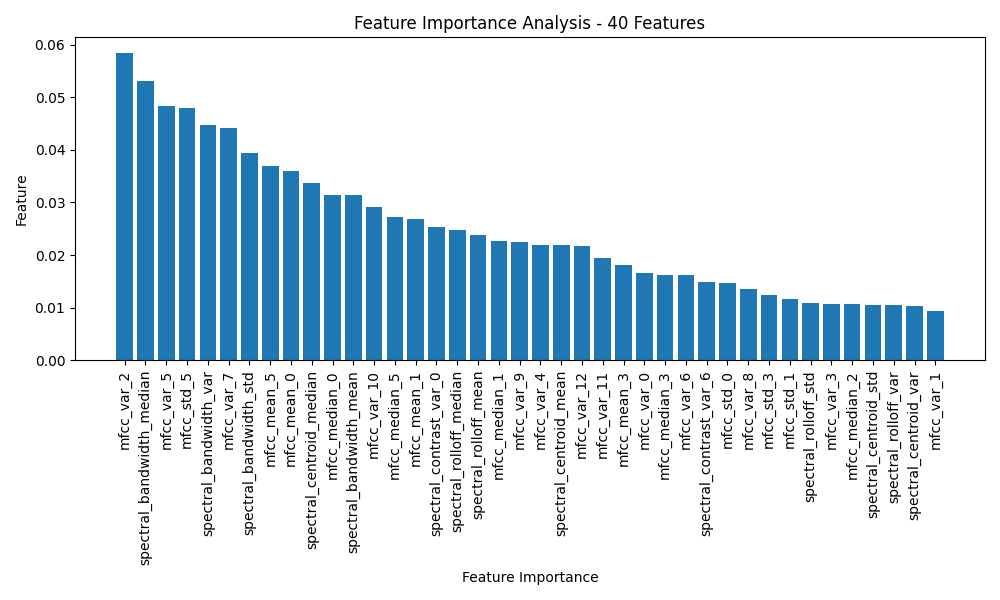 Feature Importance Analysis - 40 Features
Feature
0.06
0.05
0.04
0.03
0.02
0.01
0.00
mfcc_var_2
spectral_bandwidth_median
mfcc_var_5
mfcc_std_5
spectral_bandwidth_var
mfcc_var_7
spectral_bandwidth_std
mfcc_mean_5
mfcc_mean_0
spectral_centroid_median
mfcc_median_0
spectral_bandwidth_mean
mfcc_var_10
mfcc_median_5
mfcc_mean_1
spectral_contrast_var_0
spectral_rolloff_median
spectral_rolloff_mean
mfcc_median_1
mfcc_var_9
mfcc_var_4
spectral_centroid_mean
mfcc_var_12
mfcc_var_11
mfcc_mean_3
mfcc_var_0
mfcc_median_3
mfcc_var_6
spectral_contrast_var_6
mfcc_std_0
mfcc_var_8
mfcc_std_3
mfcc_std_1
spectral_rolloff_std
mfcc_var_3
mfcc_median_2
spectral_centroid_std
spectral_rolloff_var
spectral_centroid_var
mfcc_var_1
Feature Importance